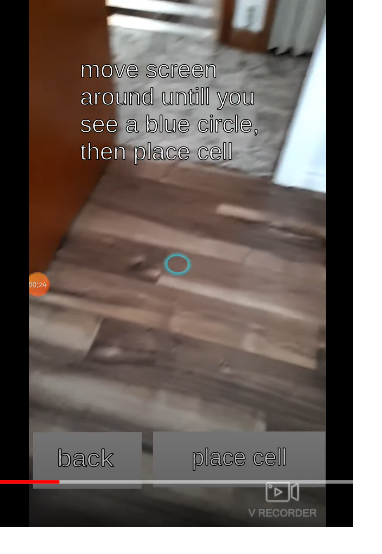 move screen
around untill you
see a blue circle,
then place cell
00:24
back
place cell
V RECORDER